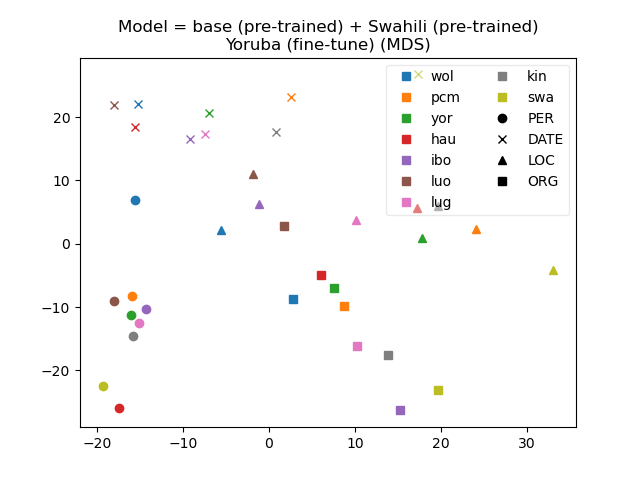 Model = base (pre-trained) + Swahili (pre-trained)
Yoruba (fine-tune) (MDS)
wol
pcm
yor
hau
ibo
luo
lug
kin
swa
PER
DATE
LOC
ORG
20
10
0
−10
−20
−20
−10
0
10
20
30